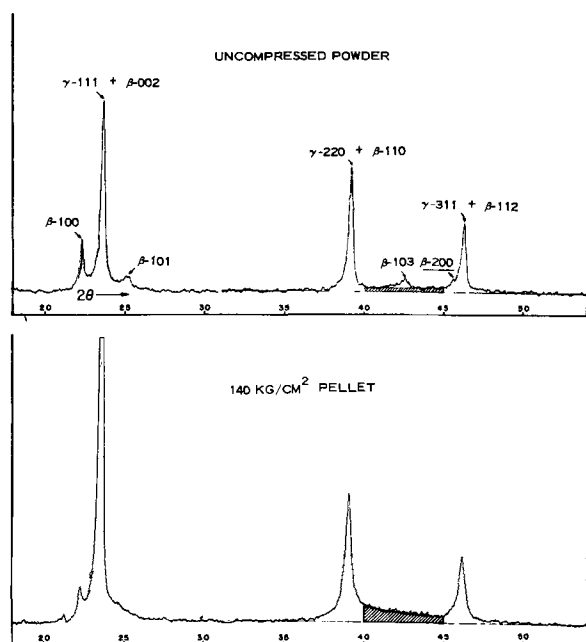 UNCOMPRESSED POWDER
γ-111 + β-002
γ-220 + β-110
γ-311 + β-112
β-100
β-101
β-103
β-200
2θ
20 25 30 35 40 45 50
140 KG/CM² PELLET
20 25 30 35 40 45 50